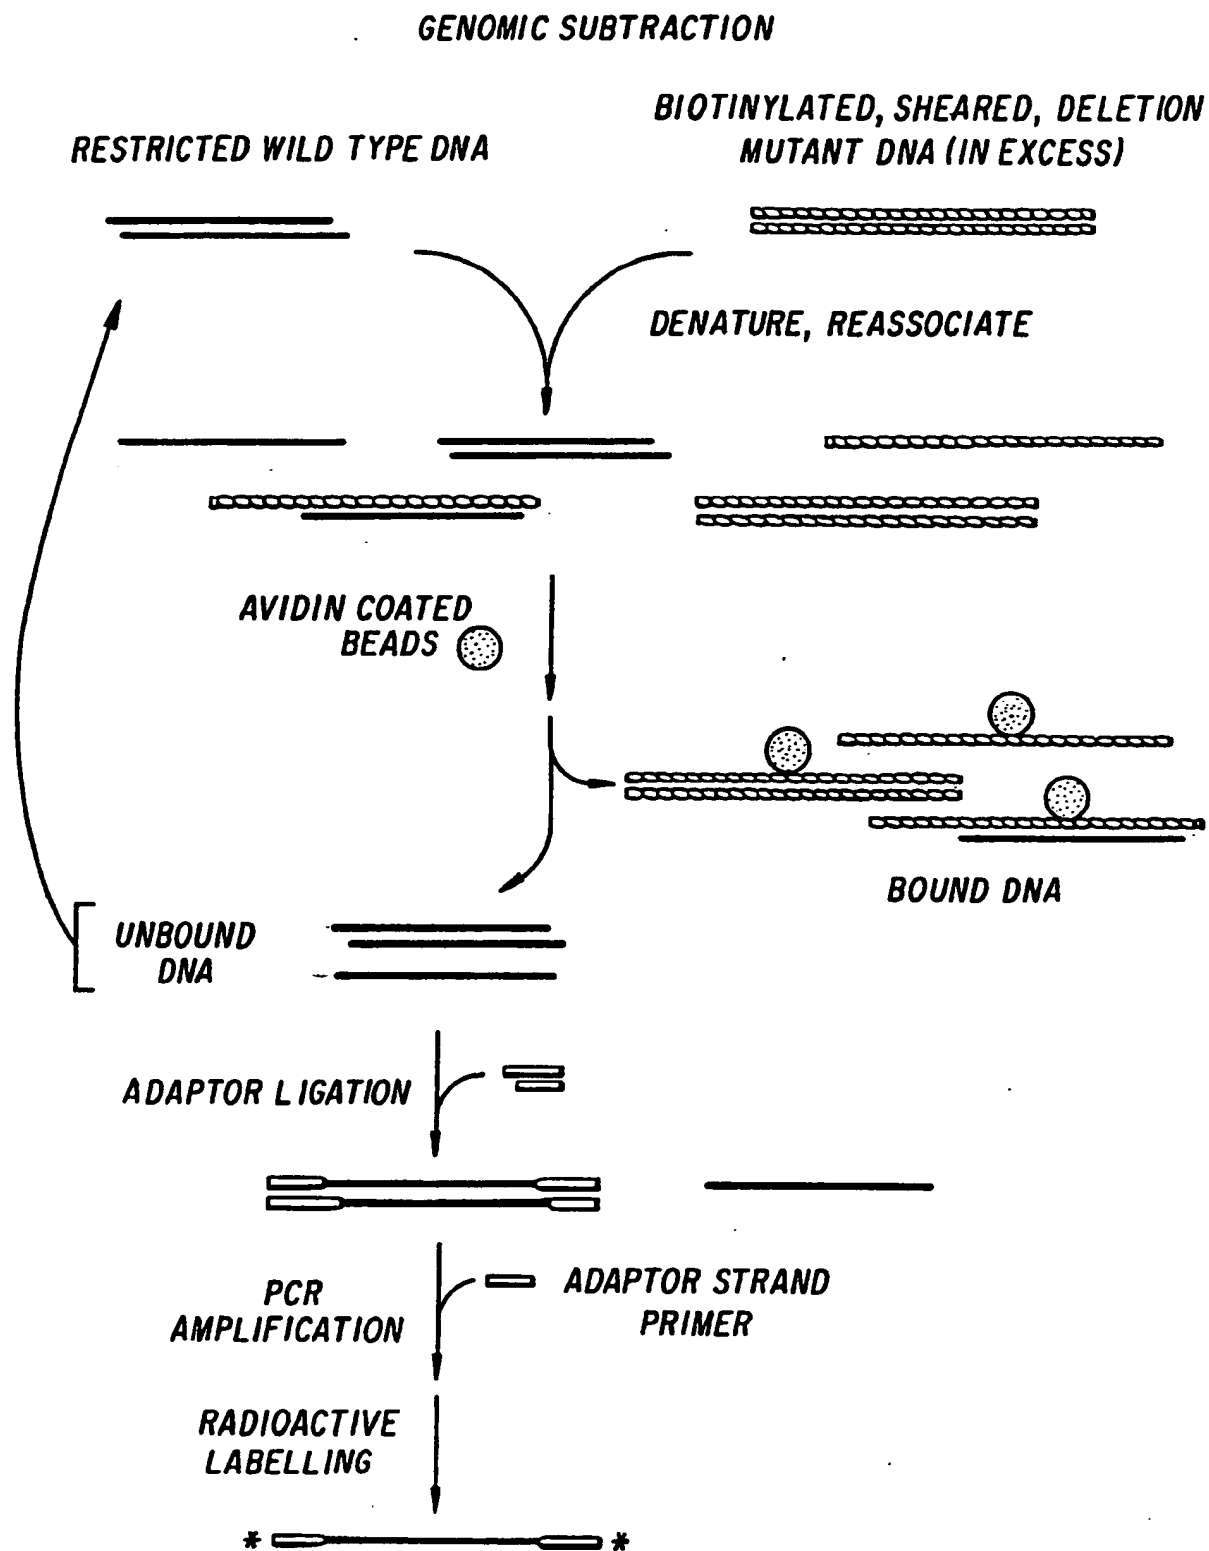 GENOMIC SUBTRACTION
RESTRICTED WILD TYPE DNA
BIOTINYLATED, SHEARED, DELETION
MUTANT DNA (IN EXCESS)
DENATURE, REASSOCIATE
AVIDIN COATED
BEADS
BOUND DNA
UNBOUND
DNA
ADAPTOR LIGATION
PCR
AMPLIFICATION
ADAPTOR STRAND
PRIMER
RADIOACTIVE
LABELLING
* *